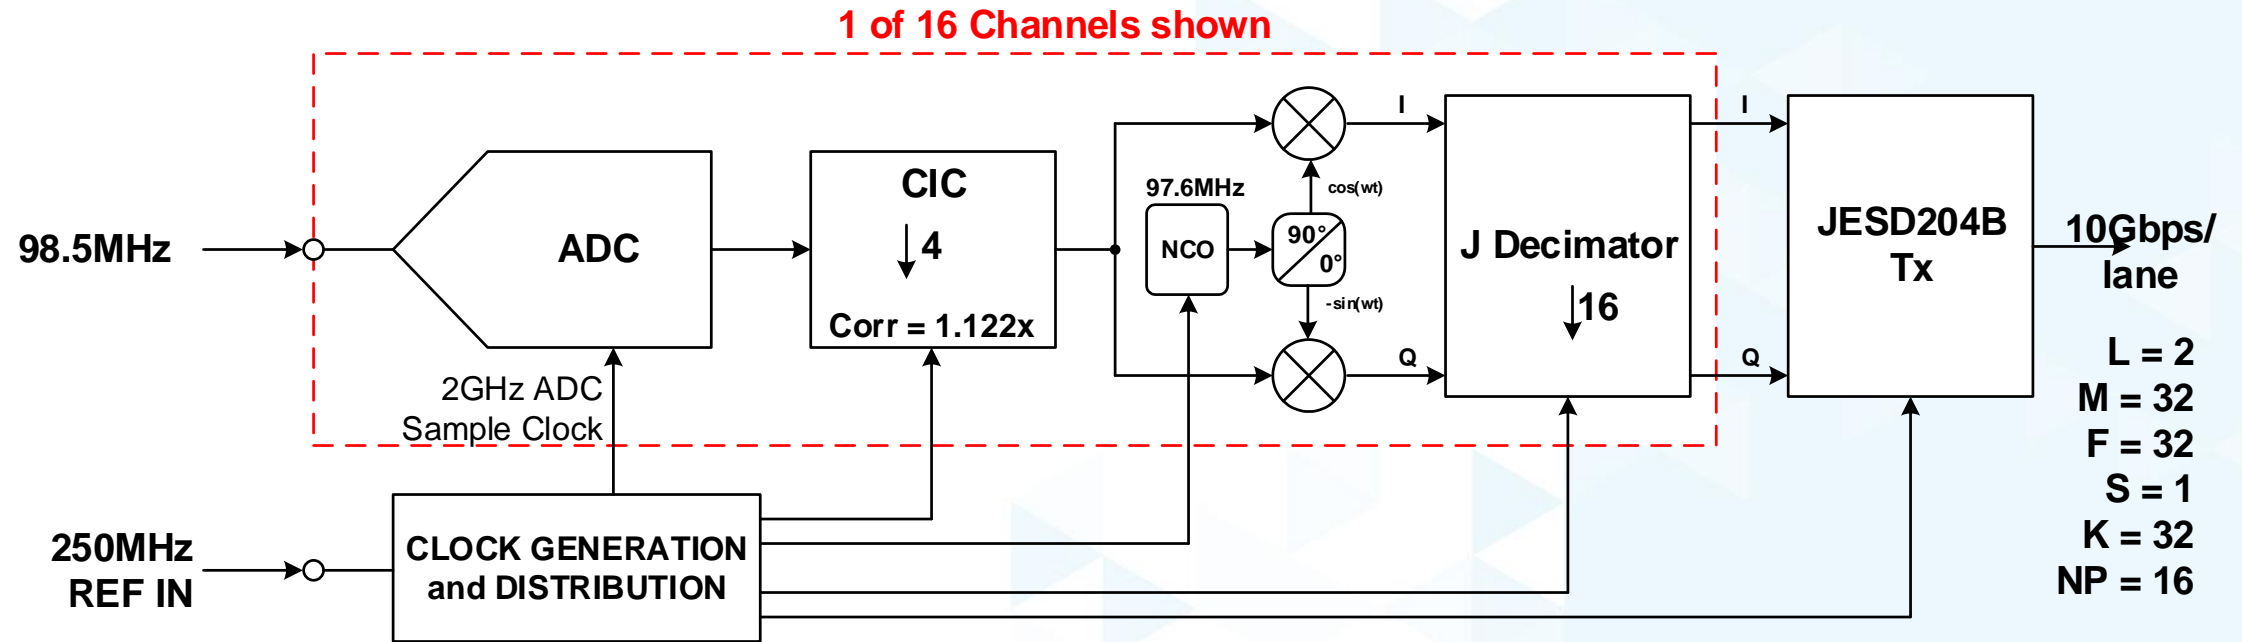 1 of 16 Channels shown
98.5MHz
ADC
CIC
↓4
Corr = 1.122x
97.6MHz
NCO
90°
0°
cos(wt)
-sin(wt)
I
Q
J Decimator
↓16
I
Q
JESD204B
Tx
10Gbps/
lane
L = 2
M = 32
F = 32
S = 1
K = 32
NP = 16
2GHz ADC
Sample Clock
250MHz
REF IN
CLOCK GENERATION
and DISTRIBUTION